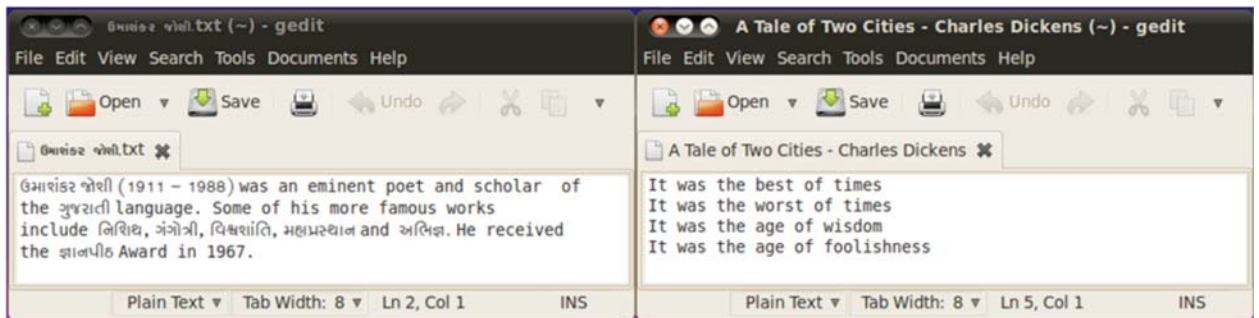 ઉમાશંકર જોશી.txt (~) - gedit
File Edit View Search Tools Documents Help
Open Save Undo
ઉમાશંકર જોશી.txt
ઉમાશંકર જોશી (1911 – 1988) was an eminent poet and scholar of
the ગુજરાતી language. Some of his more famous works
include નિશિથ, ગંગોત્રી, વિશ્વશાંતિ, મહાપ્રસ્થાન and અભિજ્ઞ. He received
the જ્ઞાનપીઠ Award in 1967.
Plain Text Tab Width: 8 Ln 2, Col 1 INS
A Tale of Two Cities - Charles Dickens (~) - gedit
File Edit View Search Tools Documents Help
Open Save Undo
A Tale of Two Cities - Charles Dickens
It was the best of times
It was the worst of times
It was the age of wisdom
It was the age of foolishness
Plain Text Tab Width: 8 Ln 5, Col 1 INS